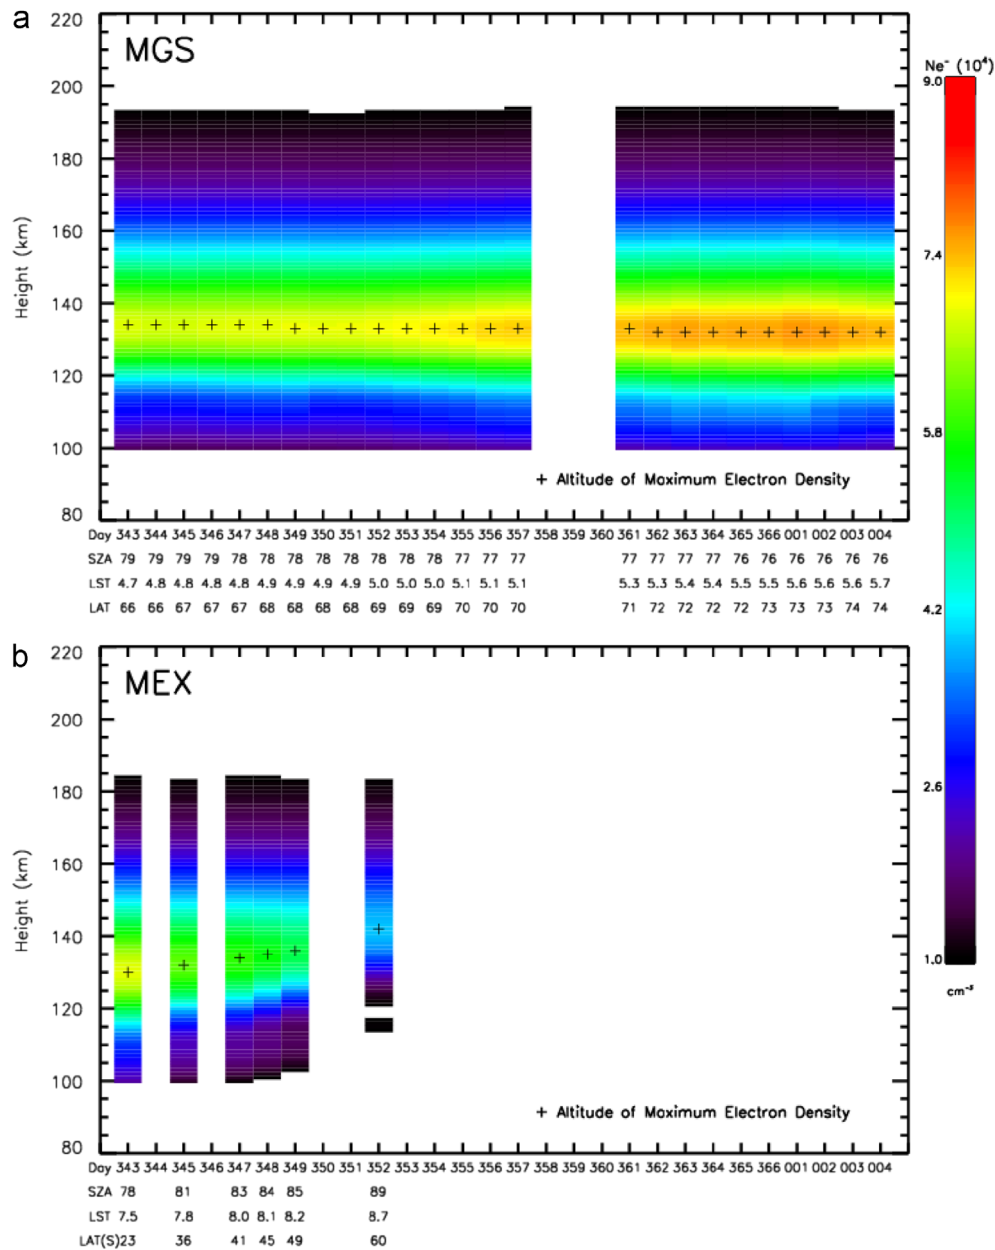 a
MGS
220
200
180
160
140
120
100
80
Height (km)
+ Altitude of Maximum Electron Density
Day 343 344 345 346 347 348 349 350 351 352 353 354 355 356 357 358 359 360 361 362 363 364 365 366 001 002 003 004
SZA 79 79 79 79 78 78 78 78 78 78 78 78 77 77 77 77 77 77 77 76 76 76 76 76 76
LST 4.7 4.8 4.8 4.8 4.8 4.9 4.9 4.9 4.9 5.0 5.0 5.0 5.1 5.1 5.1 5.3 5.3 5.4 5.4 5.5 5.5 5.6 5.6 5.6 5.7
LAT 66 66 67 67 67 68 68 68 68 69 69 69 70 70 70 71 72 72 72 72 73 73 73 74 74
Ne⁻ (10⁴)
9.0
7.4
5.8
4.2
2.6
1.0
cm⁻³
b
MEX
220
200
180
160
140
120
100
80
Height (km)
+ Altitude of Maximum Electron Density
Day 343 344 345 346 347 348 349 350 351 352 353 354 355 356 357 358 359 360 361 362 363 364 365 366 001 002 003 004
SZA 78 81 83 84 85 89
LST 7.5 7.8 8.0 8.1 8.2 8.7
LAT(S)23 36 41 45 49 60